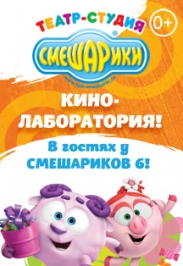 ТЕАТР-СТУДИЯ
0+
СМЕШАРИКИ
КИНО-
ЛАБОРАТОРИЯ!
В гостях у
СМЕШАРИКОВ 6!